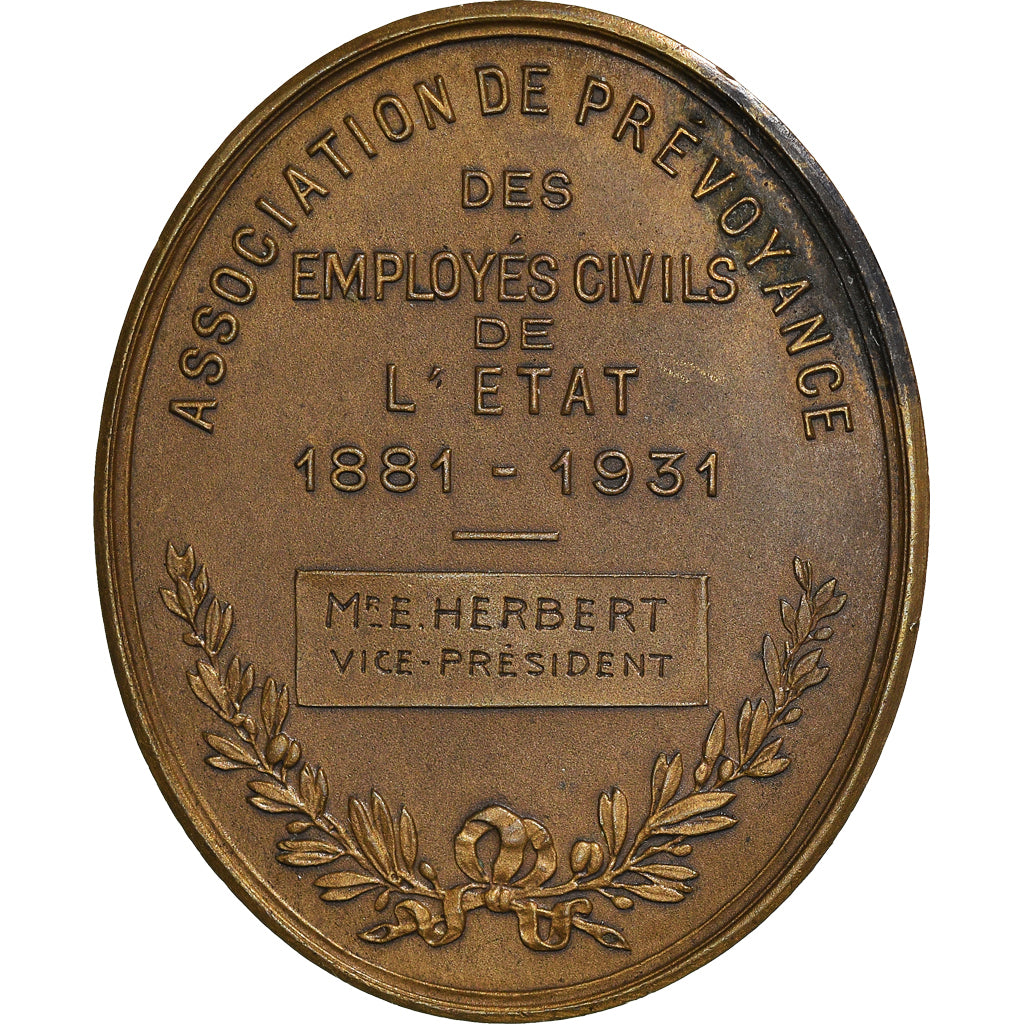 ASSOCIATION DE PRÉVOYANCE
DES
EMPLOYÉS CIVILS
DE
L'ETAT
1881 - 1931
MR E. HERBERT
VICE-PRÉSIDENT